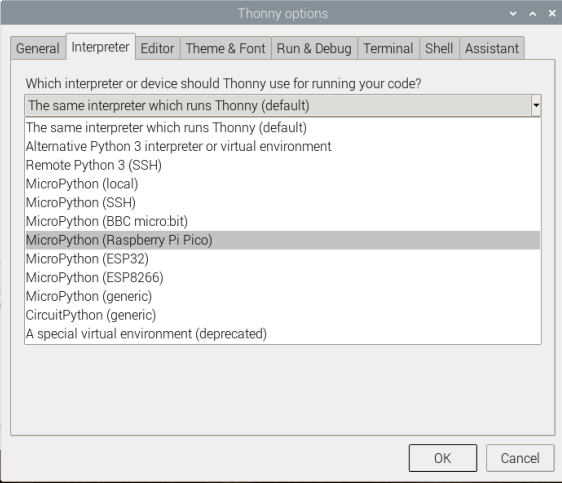 Thonny options
General Interpreter Editor Theme & Font Run & Debug Terminal Shell Assistant
Which interpreter or device should Thonny use for running your code?
The same interpreter which runs Thonny (default)
The same interpreter which runs Thonny (default)
Alternative Python 3 interpreter or virtual environment
Remote Python 3 (SSH)
MicroPython (local)
MicroPython (SSH)
MicroPython (BBC micro:bit)
MicroPython (Raspberry Pi Pico)
MicroPython (ESP32)
MicroPython (ESP8266)
MicroPython (generic)
CircuitPython (generic)
A special virtual environment (deprecated)
OK Cancel